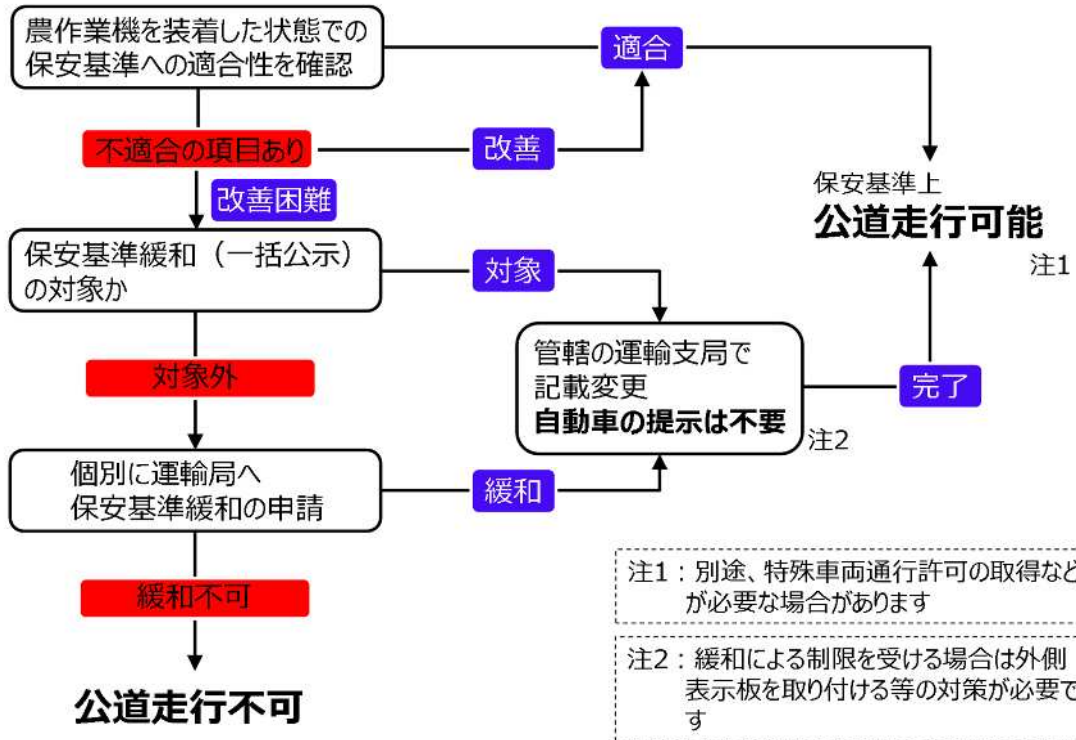 農作業機を装着した状態での
保安基準への適合性を確認
適合
不適合の項目あり
改善
改善困難
保安基準上
公道走行可能
注1
保安基準緩和（一括公示）
の対象か
対象
管轄の運輸支局で
記載変更
自動車の提示は不要
注2
完了
対象外
個別に運輸局へ
保安基準緩和の申請
緩和
緩和不可
公道走行不可
注1：別途、特殊車両通行許可の取得など
が必要な場合があります
注2：緩和による制限を受ける場合は外側
表示板を取り付ける等の対策が必要で
す